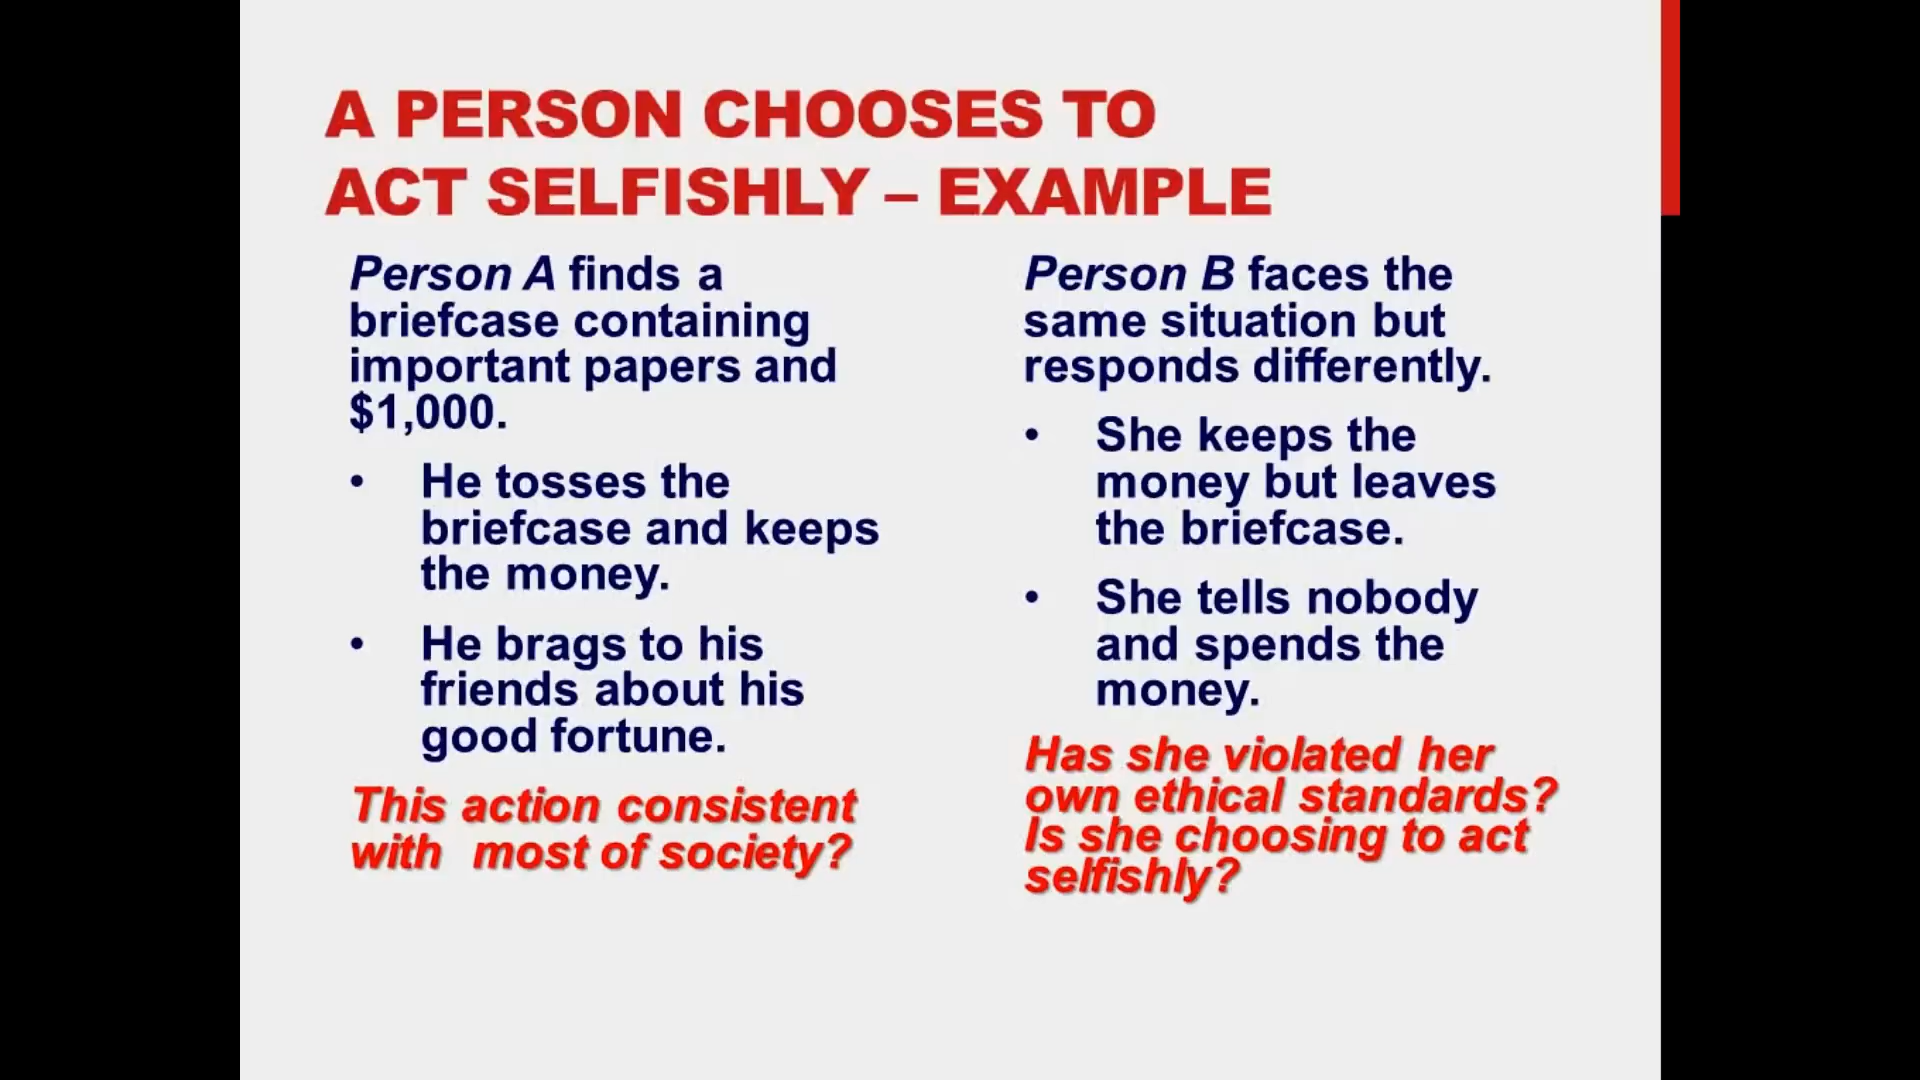 A PERSON CHOOSES TO
ACT SELFISHLY – EXAMPLE
Person A finds a
briefcase containing
important papers and
$1,000.
• He tosses the
briefcase and keeps
the money.
• He brags to his
friends about his
good fortune.
This action consistent
with most of society?
Person B faces the
same situation but
responds differently.
• She keeps the
money but leaves
the briefcase.
• She tells nobody
and spends the
money.
Has she violated her
own ethical standards?
Is she choosing to act
selfishly?